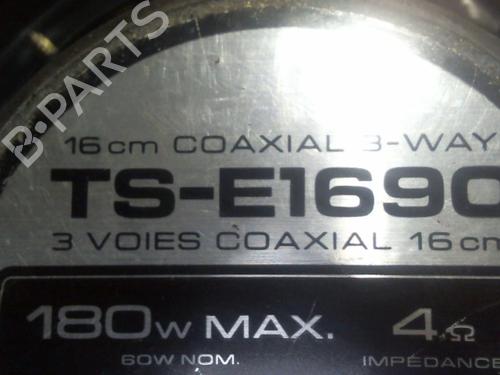 B-PARTS
16cm COAXIAL 3-WAY
TS-E1690
3 VOIES COAXIAL 16cm
180W MAX.
4Ω
60W NOM.
IMPEDANCE